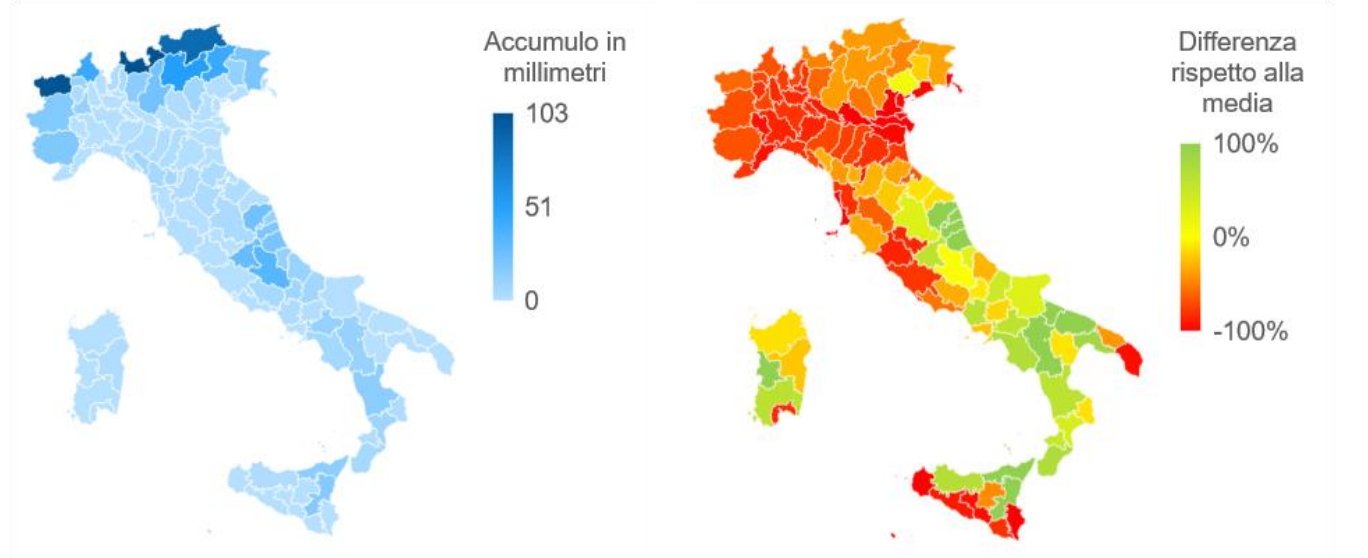 Accumulo in
millimetri
103
51
0
Differenza
rispetto alla
media
100%
0%
-100%